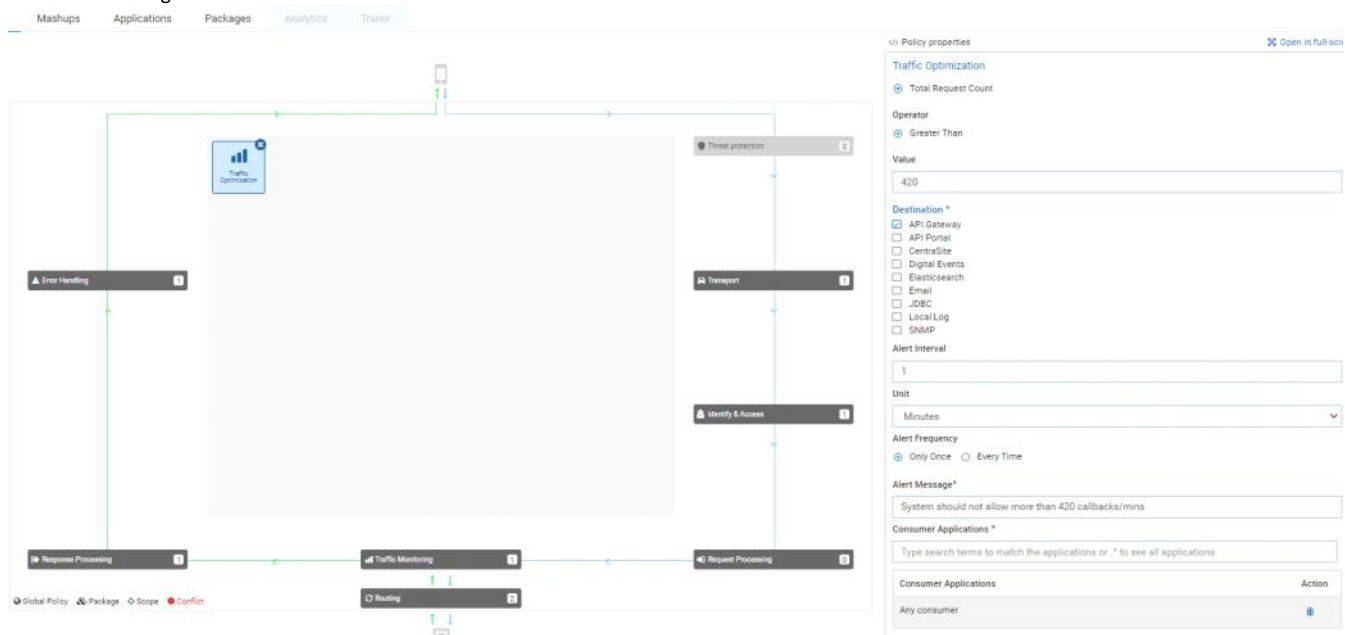 Mashups Applications Packages Analytics Tracer
</> Policy properties Open in full-scre
Traffic Optimization
Total Request Count
Operator
Greater Than
Value
420
Destination *
API Gateway
API Portal
CentraSite
Digital Events
Elasticsearch
Email
JDBC
Local Log
SNMP
Alert Interval
1
Unit
Minutes
Alert Frequency
Only Once Every Time
Alert Message*
System should not allow more than 420 callbacks/mins
Consumer Applications *
Type search terms to match the applications or .* to see all applications
Consumer Applications Action
Any consumer
Traffic
Optimization
Threat protection 0
Error Handling 1
Transport 1
Identify & Access 1
Response Processing 1
Traffic Monitoring 1
Request Processing 0
Routing 2
Global Policy Package Scope Conflict